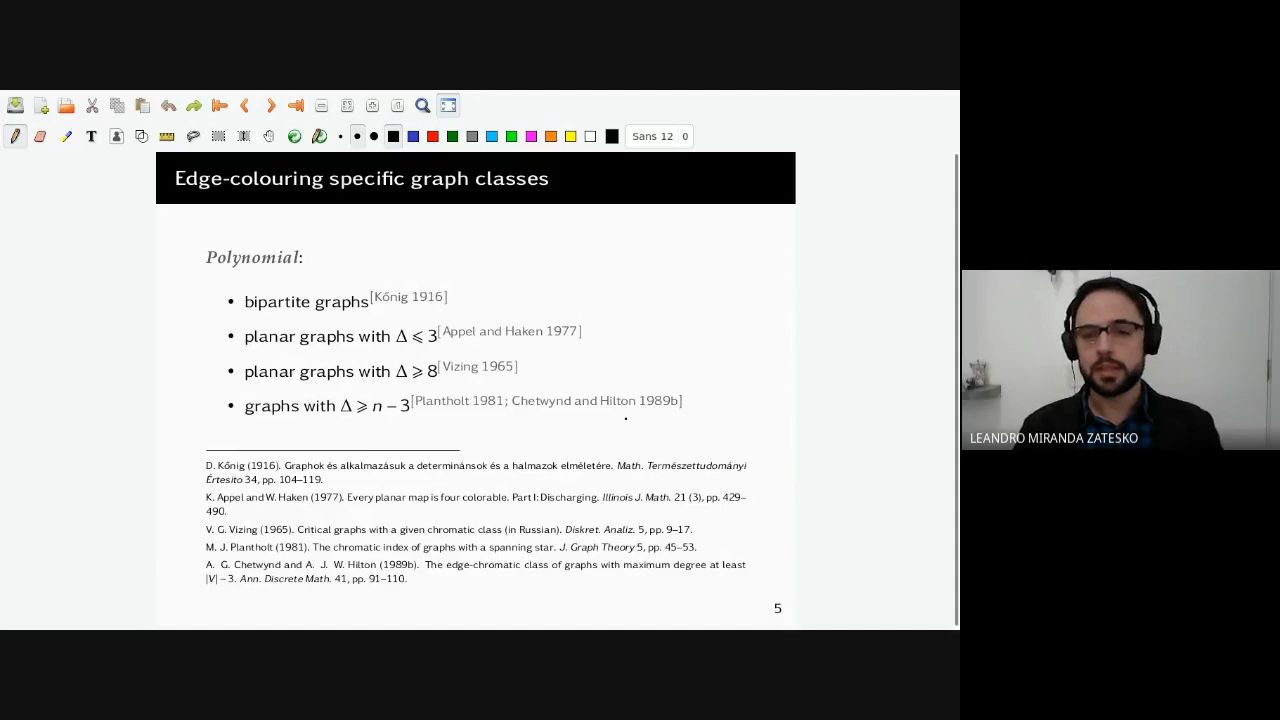 Sans 12 0
Edge-colouring specific graph classes
Polynomial:
• bipartite graphs[Kőnig 1916]
• planar graphs with Δ ⩽ 3[Appel and Haken 1977]
• planar graphs with Δ ⩾ 8[Vizing 1965]
• graphs with Δ ⩾ n − 3[Plantholt 1981; Chetwynd and Hilton 1989b]
D. Kőnig (1916). Graphok és alkalmazásuk a determinánsok és a halmazok elméletére. Math. Természettudományi
Értesito 34, pp. 104–119.
K. Appel and W. Haken (1977). Every planar map is four colorable. Part I: Discharging. Illinois J. Math. 21 (3), pp. 429–
490.
V. G. Vizing (1965). Critical graphs with a given chromatic class (in Russian). Diskret. Analiz. 5, pp. 9–17.
M. J. Plantholt (1981). The chromatic index of graphs with a spanning star. J. Graph Theory 5, pp. 45–53.
A. G. Chetwynd and A. J. W. Hilton (1989b). The edge-chromatic class of graphs with maximum degree at least
|V| − 3. Ann. Discrete Math. 41, pp. 91–110.
5
LEANDRO MIRANDA ZATESKO